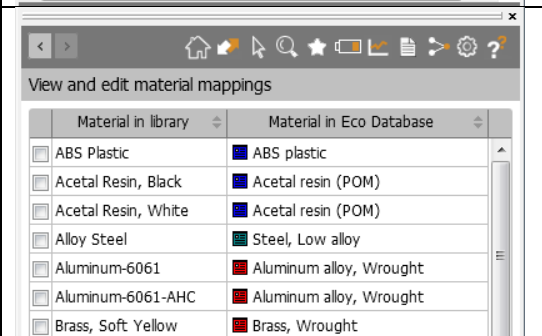 View and edit material mappings
Material in library Material in Eco Database
ABS Plastic ABS plastic
Acetal Resin, Black Acetal resin (POM)
Acetal Resin, White Acetal resin (POM)
Alloy Steel Steel, Low alloy
Aluminum-6061 Aluminum alloy, Wrought
Aluminum-6061-AHC Aluminum alloy, Wrought
Brass, Soft Yellow Brass, Wrought